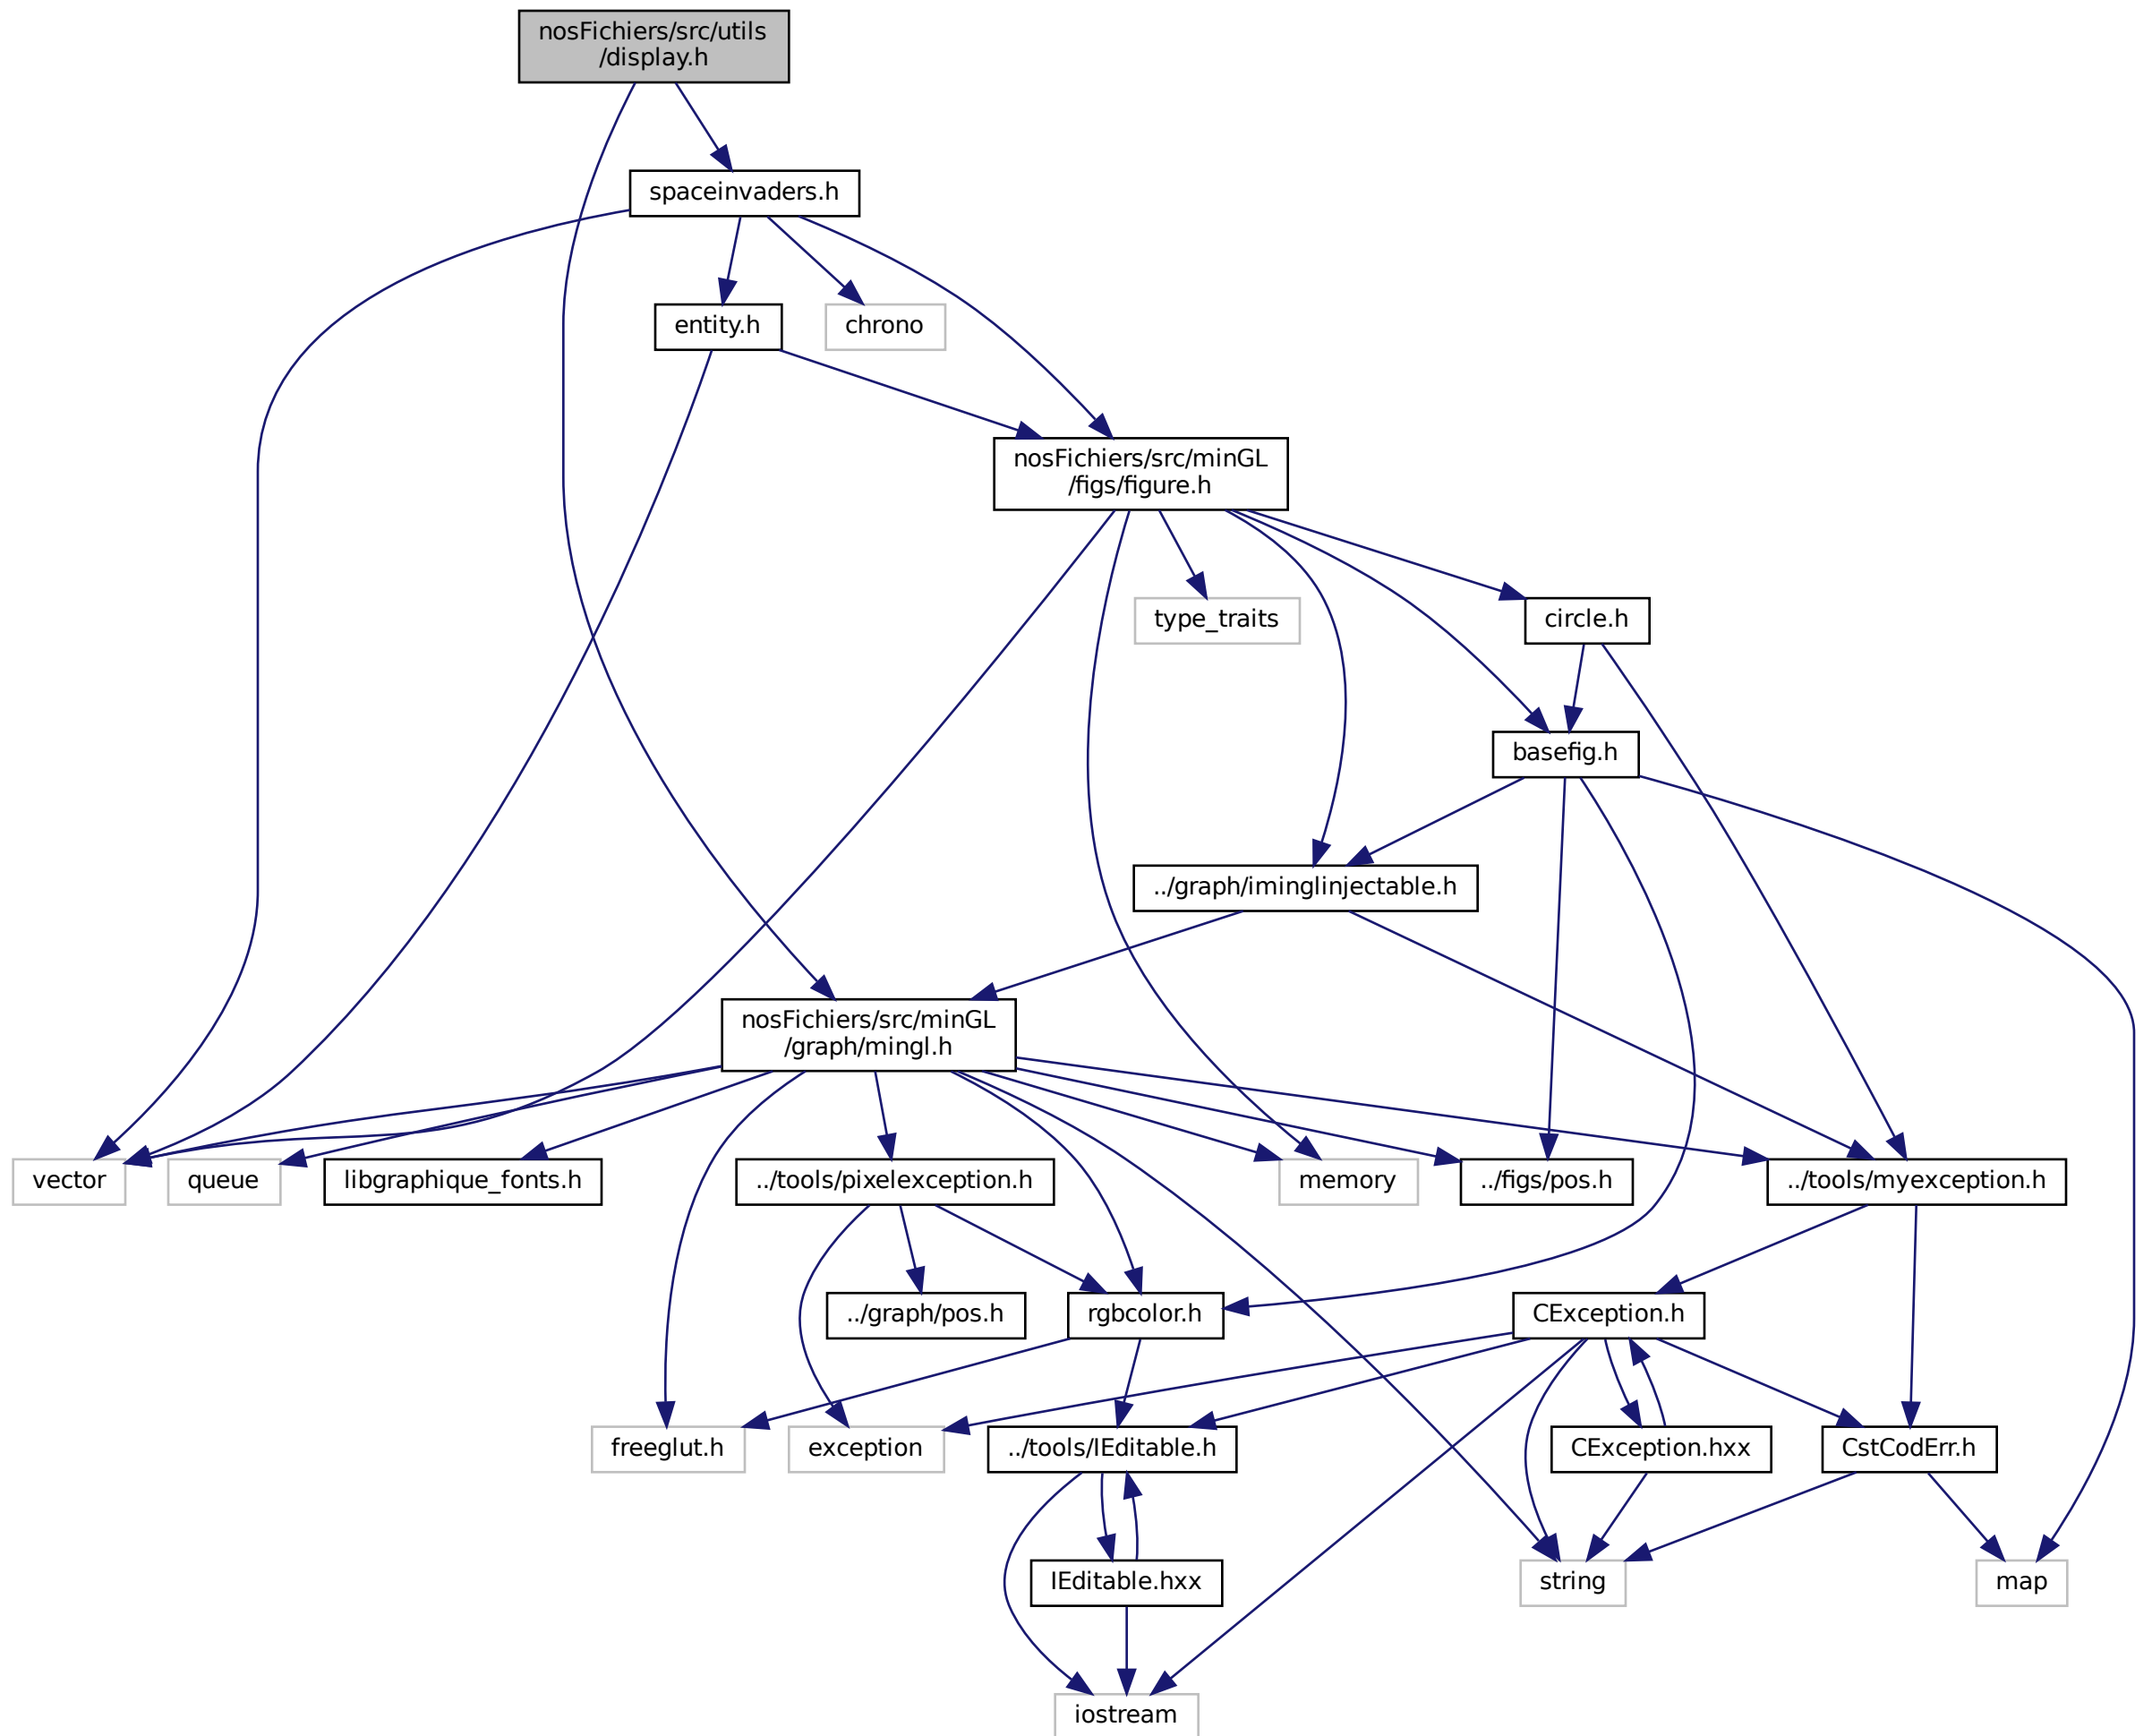 nosFichiers/src/utils
/display.h
spaceinvaders.h
entity.h
chrono
nosFichiers/src/minGL
/figs/figure.h
type_traits
circle.h
basefig.h
../graph/iminglinjectable.h
nosFichiers/src/minGL
/graph/mingl.h
vector
queue
libgraphique_fonts.h
../tools/pixelexception.h
memory
../figs/pos.h
../tools/myexception.h
../graph/pos.h
rgbcolor.h
CException.h
freeglut.h
exception
../tools/IEditable.h
CException.hxx
CstCodErr.h
IEditable.hxx
string
map
iostream